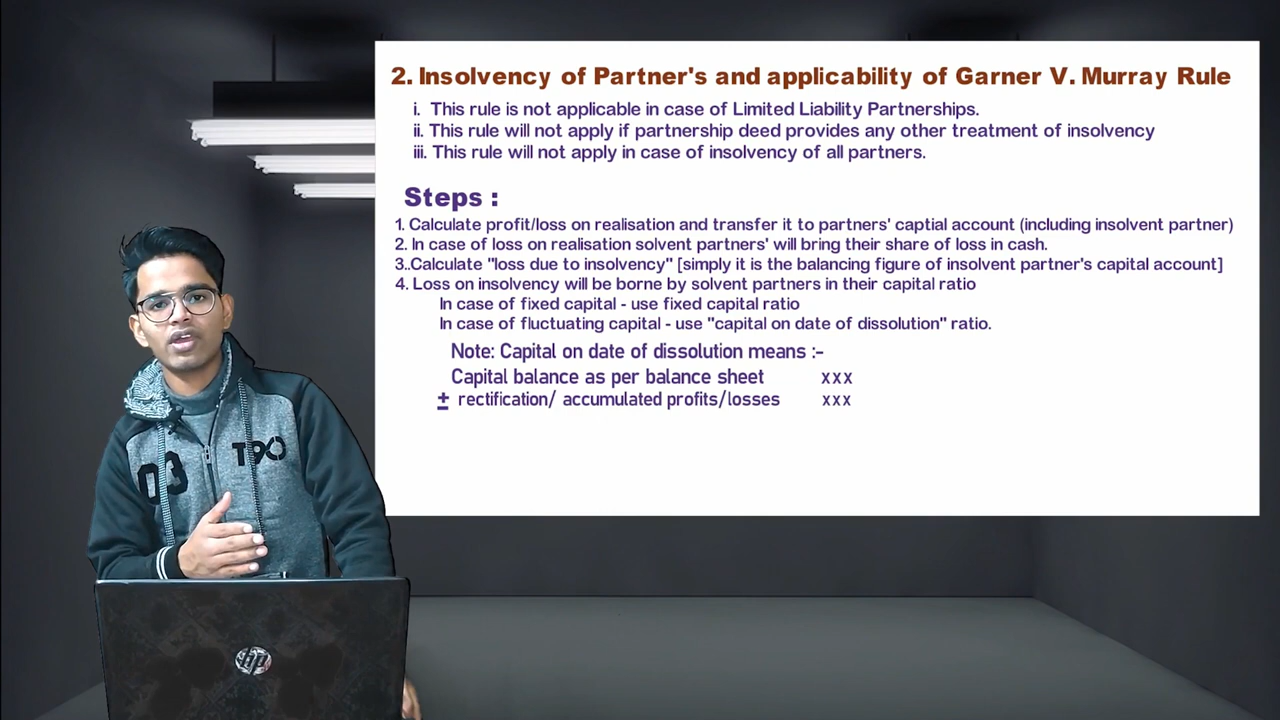 2. Insolvency of Partner's and applicability of Garner V. Murray Rule
i. This rule is not applicable in case of Limited Liability Partnerships.
ii. This rule will not apply if partnership deed provides any other treatment of insolvency
iii. This rule will not apply in case of insolvency of all partners.
Steps :
1. Calculate profit/loss on realisation and transfer it to partners' captial account (including insolvent partner)
2. In case of loss on realisation solvent partners' will bring their share of loss in cash.
3..Calculate "loss due to insolvency" [simply it is the balancing figure of insolvent partner's capital account]
4. Loss on insolvency will be borne by solvent partners in their capital ratio
In case of fixed capital - use fixed capital ratio
In case of fluctuating capital - use "capital on date of dissolution" ratio.
Note: Capital on date of dissolution means :-
Capital balance as per balance sheet xxx
± rectification/ accumulated profits/losses xxx
03 T90
hp